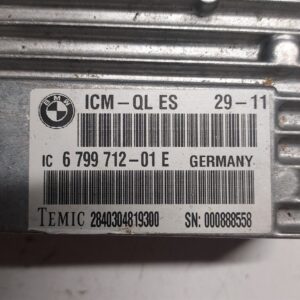 BMW
ICM-QL ES 29-11
IC 6 799 712-01 E GERMANY
TEMIC 2840304819300 SN: 000888558